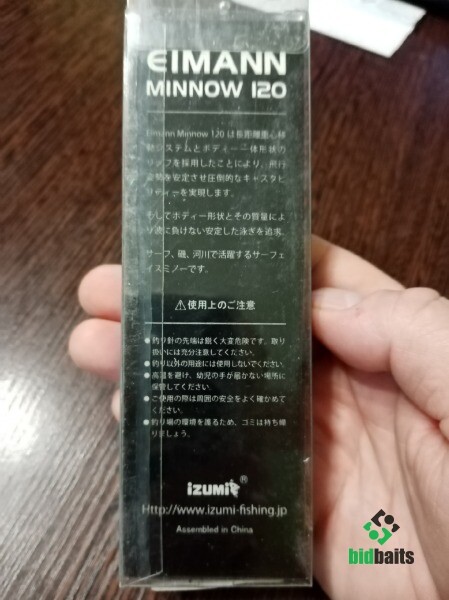 EIMANN
MINNOW 120
Eimann Minnow 120 は長距離重心移
動システムとボディー一体形状の
リップを採用したことにより、飛行
姿勢を安定させ圧倒的なキャスタビ
リティーを実現します。
そしてボディー形状とその質量によ
り波に負けない安定した泳ぎを追求。
サーフ、磯、河川で活躍するサーフェ
イスミノーです。
⚠使用上のご注意
●釣り針の先端は鋭く大変危険です。取り
扱いには充分注意してください。
●釣り以外の用途には使用しないでください。
●高温を避け、幼児の手が届かない場所に
保管してください.
●ご使用の際は周囲の安全をよく確かめて
ください。
●釣り場の環境を護るため、ゴミは持ち帰
りましょう.
izumi®
Http://www.izumi-fishing.jp
Assembled in China
bidbaits